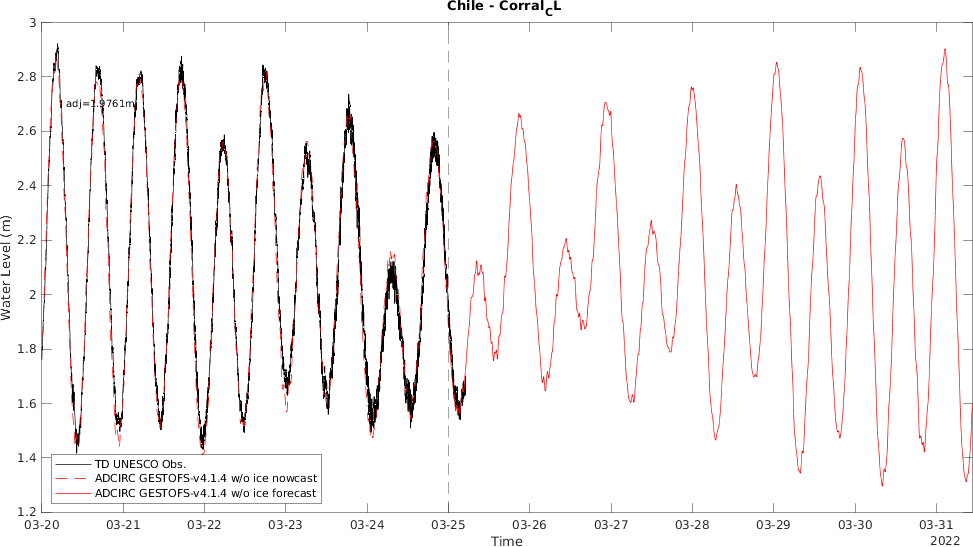 Chile - Corral_CL
3
2.8
adj=1.9761m
2.6
2.4
2.2
2
1.8
1.6
1.4
1.2
Water Level (m)
TD UNESCO Obs.
ADCIRC GESTOFS-v4.1.4 w/o ice nowcast
ADCIRC GESTOFS-v4.1.4 w/o ice forecast
03-20 03-21 03-22 03-23 03-24 03-25 03-26 03-27 03-28 03-29 03-30 03-31
Time
2022